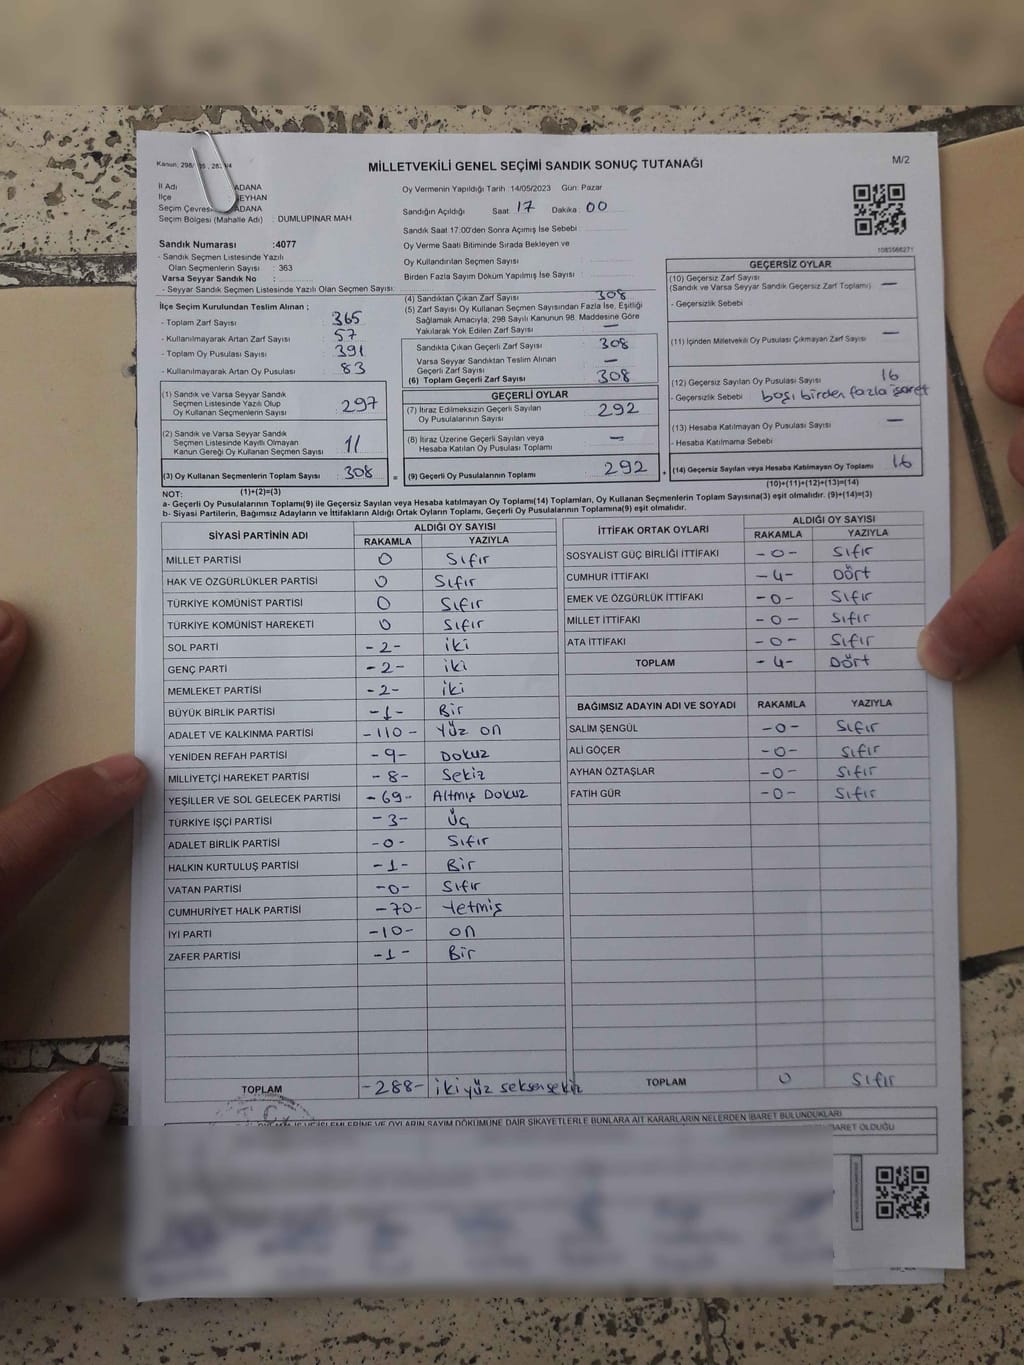 Kanun, 298/
MİLLETVEKİLİ GENEL SEÇİMİ SANDIK SONUÇ TUTANAĞI
M/2
İl Adı ADANA
İlçe SEYHAN
Seçim Çevresi ADANA
Seçim Bölgesi (Mahalle Adı) : DUMLUPINAR MAH
Oy Vermenin Yapıldığı Tarih 14/05/2023 Gün: Pazar
Sandığın Açıldığı Saat 17 Dakika : 00
Sandık Saat 17.00'den Sonra Açımış İse Sebebi
Oy Verme Saati Bitiminde Sırada Bekleyen ve
Oy Kullandırılan Seçmen Sayısı :
Birden Fazla Sayım Döküm Yapılmış İse Sayısı :
Sandık Numarası :4077
- Sandık Seçmen Listesinde Yazılı
Olan Seçmenlerin Sayısı : 363
Varsa Seyyar Sandık No :
- Seyyar Sandık Seçmen Listesinde Yazılı Olan Seçmen Sayısı:
İlçe Seçim Kurulundan Teslim Alınan ;
- Toplam Zarf Sayısı : 365
- Kullanılmayarak Artan Zarf Sayısı : 57
- Toplam Oy Pusulası Sayısı : 391
- Kullanılmayarak Artan Oy Pusulası : 83
(1) Sandık ve Varsa Seyyar Sandık
Seçmen Listesinde Yazılı Olup
Oy Kullanan Seçmenlerin Sayısı : 297
(2) Sandık ve Varsa Seyyar Sandık
Seçmen Listesinde Kayıtlı Olmayan
Kanun Gereği Oy Kullanan Seçmen Sayısı : 11
(3) Oy Kullanan Seçmenlerin Toplam Sayısı : 308 =
(4) Sandıktan Çıkan Zarf Sayısı 308
(5) Zarf Sayısı Oy Kullanan Seçmen Sayısından Fazla İse, Eşitliği
Sağlamak Amacıyla; 298 Sayılı Kanunun 98. Maddesine Göre
Yakılarak Yok Edilen Zarf Sayısı : —
Sandıkta Çıkan Geçerli Zarf Sayısı : 308
Varsa Seyyar Sandıktan Teslim Alınan
Geçerli Zarf Sayısı : —
(6) Toplam Geçerli Zarf Sayısı : 308
GEÇERLİ OYLAR
(7) İtiraz Edilmeksizin Geçerli Sayılan
Oy Pusulalarının Sayısı : 292
(8) İtiraz Üzerine Geçerli Sayılan veya
Hesaba Katılan Oy Pusulası Toplamı : —
(9) Geçerli Oy Pusulalarının Toplamı : 292 +
GEÇERSİZ OYLAR
(10) Geçersiz Zarf Sayısı
(Sandık ve Varsa Seyyar Sandık Geçersiz Zarf Toplamı) : —
- Geçersizlik Sebebi :
(11) İçinden Milletvekili Oy Pusulası Çıkmayan Zarf Sayısı : —
(12) Geçersiz Sayılan Oy Pusulası Sayısı : 16
- Geçersizlik Sebebi : boşı birden fazla işaret
(13) Hesaba Katılmayan Oy Pusulası Sayısı : —
- Hesaba Katılmama Sebebi :
(14) Geçersiz Sayılan veya Hesaba Katılmayan Oy Toplamı : 16
(10)+(11)+(12)+(13)=(14)
NOT: (1)+(2)=(3)
a- Geçerli Oy Pusulalarının Toplamı(9) ile Geçersiz Sayılan veya Hesaba katılmayan Oy Toplamı(14) Toplamları, Oy Kullanan Seçmenlerin Toplam Sayısına(3) eşit olmalıdır. (9)+(14)=(3)
b- Siyasi Partilerin, Bağımsız Adayların ve İttifakların Aldığı Ortak Oyların Toplamı, Geçerli Oy Pusulalarının Toplamına(9) eşit olmalıdır.
SİYASİ PARTİNİN ADI ALDIĞI OY SAYISI
RAKAMLA YAZIYLA
MİLLET PARTİSİ 0 Sıfır
HAK VE ÖZGÜRLÜKLER PARTİSİ 0 Sıfır
TÜRKİYE KOMÜNİST PARTİSİ 0 Sıfır
TÜRKİYE KOMÜNİST HAREKETİ 0 Sıfır
SOL PARTİ -2- iki
GENÇ PARTİ -2- iki
MEMLEKET PARTİSİ -2- iki
BÜYÜK BİRLİK PARTİSİ -1- Bir
ADALET VE KALKINMA PARTİSİ -110- Yüz on
YENİDEN REFAH PARTİSİ -9- Dokuz
MİLLİYETÇİ HAREKET PARTİSİ -8- Sekiz
YEŞİLLER VE SOL GELECEK PARTİSİ -69- Altmış Dokuz
TÜRKİYE İŞÇİ PARTİSİ -3- Üç
ADALET BİRLİK PARTİSİ -0- Sıfır
HALKIN KURTULUŞ PARTİSİ -1- Bir
VATAN PARTİSİ -0- Sıfır
CUMHURİYET HALK PARTİSİ -70- Yetmiş
İYİ PARTİ -10- on
ZAFER PARTİSİ -1- Bir
TOPLAM -288- ikiyüz seksensekiz
İTTİFAK ORTAK OYLARI ALDIĞI OY SAYISI
RAKAMLA YAZIYLA
SOSYALİST GÜÇ BİRLİĞİ İTTİFAKI -0- Sıfır
CUMHUR İTTİFAKI -4- Dört
EMEK VE ÖZGÜRLÜK İTTİFAKI -0- Sıfır
MİLLET İTTİFAKI -0- Sıfır
ATA İTTİFAKI -0- Sıfır
TOPLAM -4- Dört
BAĞIMSIZ ADAYIN ADI VE SOYADI RAKAMLA YAZIYLA
SALİM ŞENGÜL -0- Sıfır
ALİ GÖÇER -0- Sıfır
AYHAN ÖZTAŞLAR -0- Sıfır
FATİH GÜR -0- Sıfır
TOPLAM 0 Sıfır
İŞLEMLERİNE VE OYLARIN SAYIM DÖKÜMÜNE DAİR ŞİKAYETLERLE BUNLARA AİT KARARLARIN NELERDEN İBARET BULUNDUKLARI
İBARET OLDUĞU